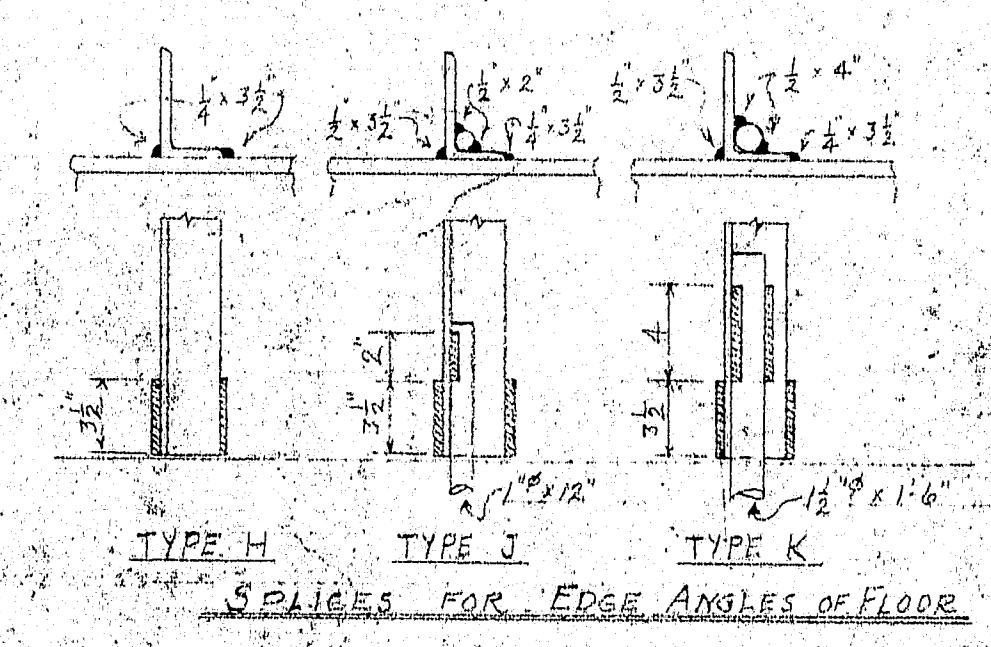 1/4" x 3 1/2"
1/2" x 3 1/2"
1/2" x 2"
1/4" x 3 1/2"
1/2" x 3 1/2"
1/2 x 4"
1/4" x 3 1/2
3 1/2"
2"
3 1/2"
4
3 1/2
1"ø x 12"
1 1/2"ø x 1'-6"
TYPE H
TYPE J
TYPE K
SPLICES FOR EDGE ANGLES OF FLOOR